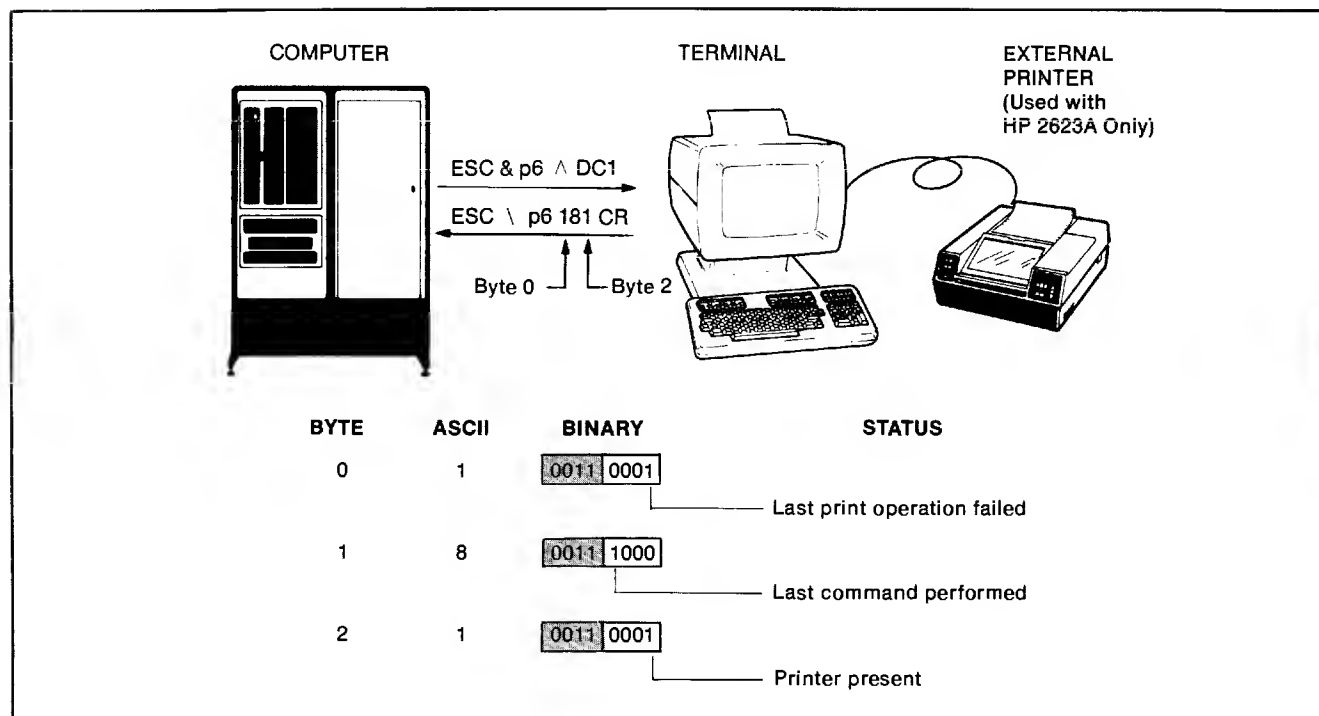 COMPUTER
TERMINAL
EXTERNAL
PRINTER
(Used with
HP 2623A Only)
ESC & p6 ∧ DC1
ESC \ p6 181 CR
Byte 0
Byte 2
BYTE ASCII BINARY STATUS
0 1 0011 0001
Last print operation failed
1 8 0011 1000
Last command performed
2 1 0011 0001
Printer present